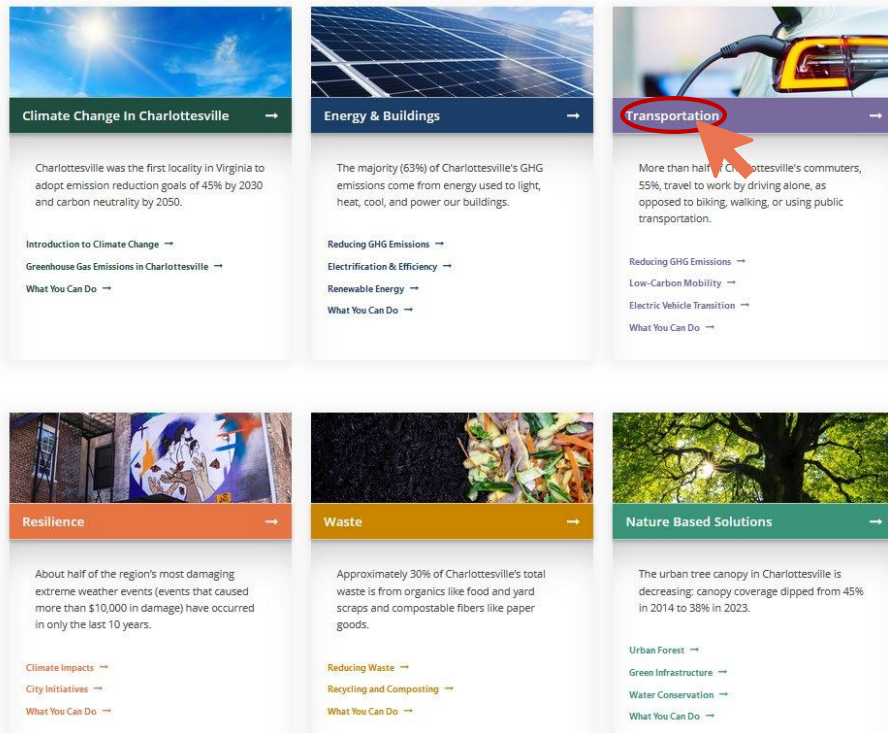 Climate Change In Charlottesville →
Charlottesville was the first locality in Virginia to
adopt emission reduction goals of 45% by 2030
and carbon neutrality by 2050.
Introduction to Climate Change →
Greenhouse Gas Emissions in Charlottesville →
What You Can Do →
Energy & Buildings →
The majority (63%) of Charlottesville's GHG
emissions come from energy used to light,
heat, cool, and power our buildings.
Reducing GHG Emissions →
Electrification & Efficiency →
Renewable Energy →
What You Can Do →
Transportation →
More than half ottesville's commuters,
55%, travel to work by driving alone, as
opposed to biking, walking, or using public
transportation.
Reducing GHG Emissions →
Low-Carbon Mobility →
Electric Vehicle Transition →
What You Can Do →
Resilience →
About half of the region's most damaging
extreme weather events (events that caused
more than $10,000 in damage) have occurred
in only the last 10 years.
Climate Impacts →
City Initiatives →
What You Can Do →
Waste →
Approximately 30% of Charlottesville's total
waste is from organics like food and yard
scraps and compostable fibers like paper
goods.
Reducing Waste →
Recycling and Composting →
What You Can Do →
Nature Based Solutions →
The urban tree canopy in Charlottesville is
decreasing: canopy coverage dipped from 45%
in 2014 to 38% in 2023.
Urban Forest →
Green Infrastructure →
Water Conservation →
What You Can Do →